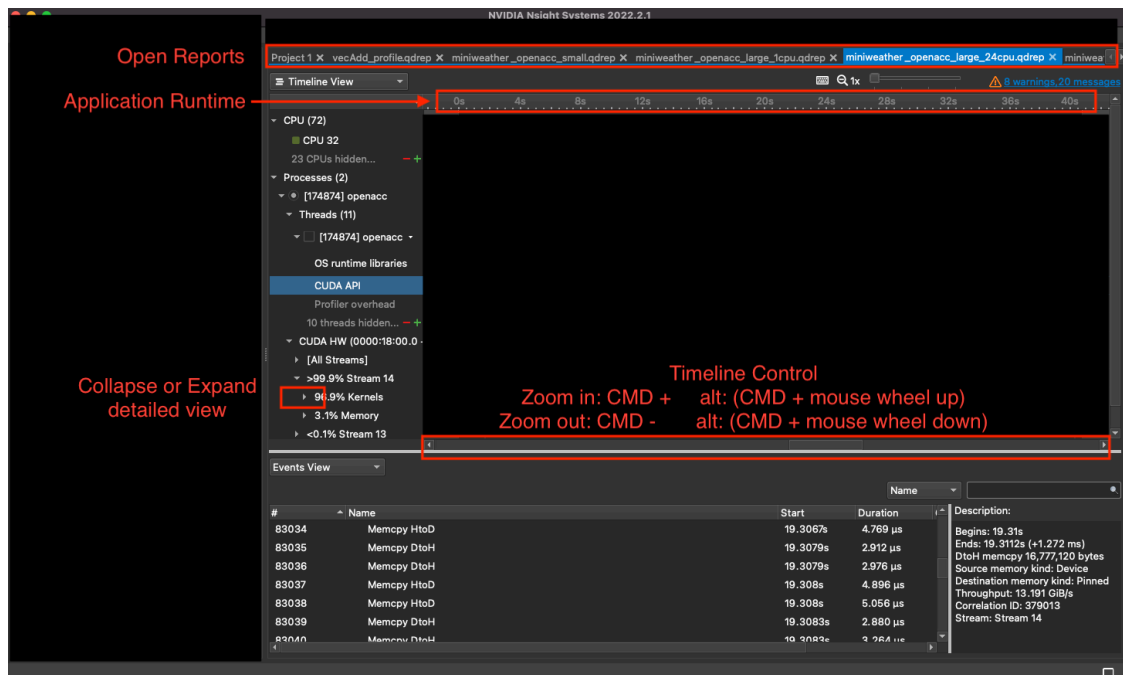 NVIDIA Nsight Systems 2022.2.1
Open Reports
Project 1 vecAdd_profile.qdrep miniweather_openacc_small.qdrep miniweather_openacc_large_1cpu.qdrep miniweather_openacc_large_24cpu.qdrep miniwea
Timeline View 1x 8 warnings, 20 messages
Application Runtime
0s 4s 8s 12s 16s 20s 24s 28s 32s 36s 40s
CPU (72)
CPU 32
23 CPUs hidden... − +
Processes (2)
[174874] openacc
Threads (11)
[174874] openacc
OS runtime libraries
CUDA API
Profiler overhead
10 threads hidden... − +
CUDA HW (0000:18:00.0 -
[All Streams]
>99.9% Stream 14
96.9% Kernels
3.1% Memory
<0.1% Stream 13
Collapse or Expand
detailed view
Timeline Control
Zoom in: CMD + alt: (CMD + mouse wheel up)
Zoom out: CMD - alt: (CMD + mouse wheel down)
Events View
Name
# Name Start Duration
83034 Memcpy HtoD 19.3067s 4.769 μs
83035 Memcpy DtoH 19.3079s 2.912 μs
83036 Memcpy DtoH 19.3079s 2.976 μs
83037 Memcpy HtoD 19.308s 4.896 μs
83038 Memcpy HtoD 19.308s 5.056 μs
83039 Memcpy DtoH 19.3083s 2.880 μs
83040 Memcpy DtoH 19.3083s 3.264 μs
Description:
Begins: 19.31s
Ends: 19.3112s (+1.272 ms)
DtoH memcpy 16,777,120 bytes
Source memory kind: Device
Destination memory kind: Pinned
Throughput: 13.191 GiB/s
Correlation ID: 379013
Stream: Stream 14